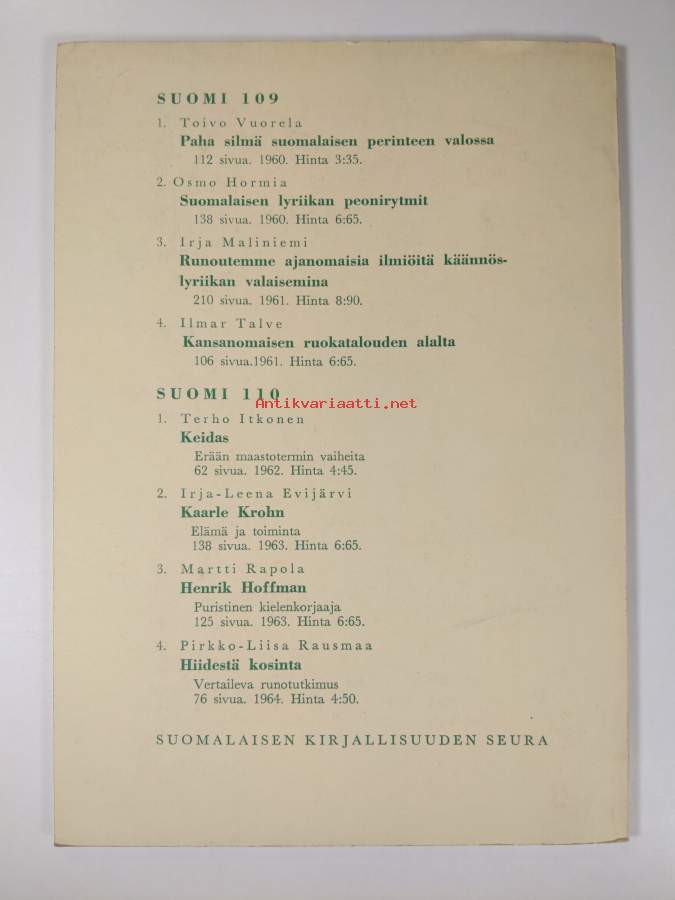 SUOMI 109
1. Toivo Vuorela
Paha silmä suomalaisen perinteen valossa
112 sivua. 1960. Hinta 3:35.
2. Osmo Hormia
Suomalaisen lyriikan peonirytmit
138 sivua. 1960. Hinta 6:65.
3. Irja Maliniemi
Runoutemme ajanomaisia ilmiöitä käännös-
lyriikan valaisemina
210 sivua. 1961. Hinta 8:90.
4. Ilmar Talve
Kansanomaisen ruokatalouden alalta
106 sivua.1961. Hinta 6:65.
SUOMI 110
Antikvariaatti.net
1. Terho Itkonen
Keidas
Erään maastotermin vaiheita
62 sivua. 1962. Hinta 4:45.
2. Irja-Leena Evijärvi
Kaarle Krohn
Elämä ja toiminta
138 sivua. 1963. Hinta 6:65.
3. Martti Rapola
Henrik Hoffman
Puristinen kielenkorjaaja
125 sivua. 1963. Hinta 6:65.
4. Pirkko-Liisa Rausmaa
Hiidestä kosinta
Vertaileva runotutkimus
76 sivua. 1964. Hinta 4:50.
SUOMALAISEN KIRJALLISUUDEN SEURA